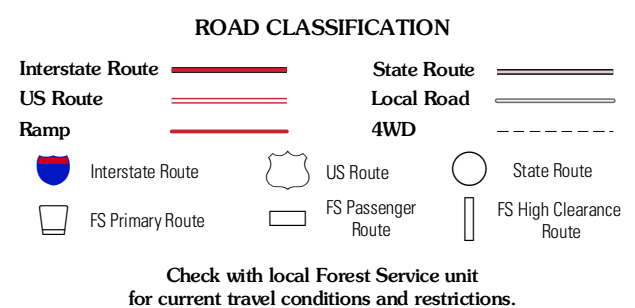 ROAD CLASSIFICATION
Interstate Route
State Route
US Route
Local Road
Ramp
4WD
Interstate Route
US Route
State Route
FS Primary Route
FS Passenger
Route
FS High Clearance
Route
Check with local Forest Service unit
for current travel conditions and restrictions.